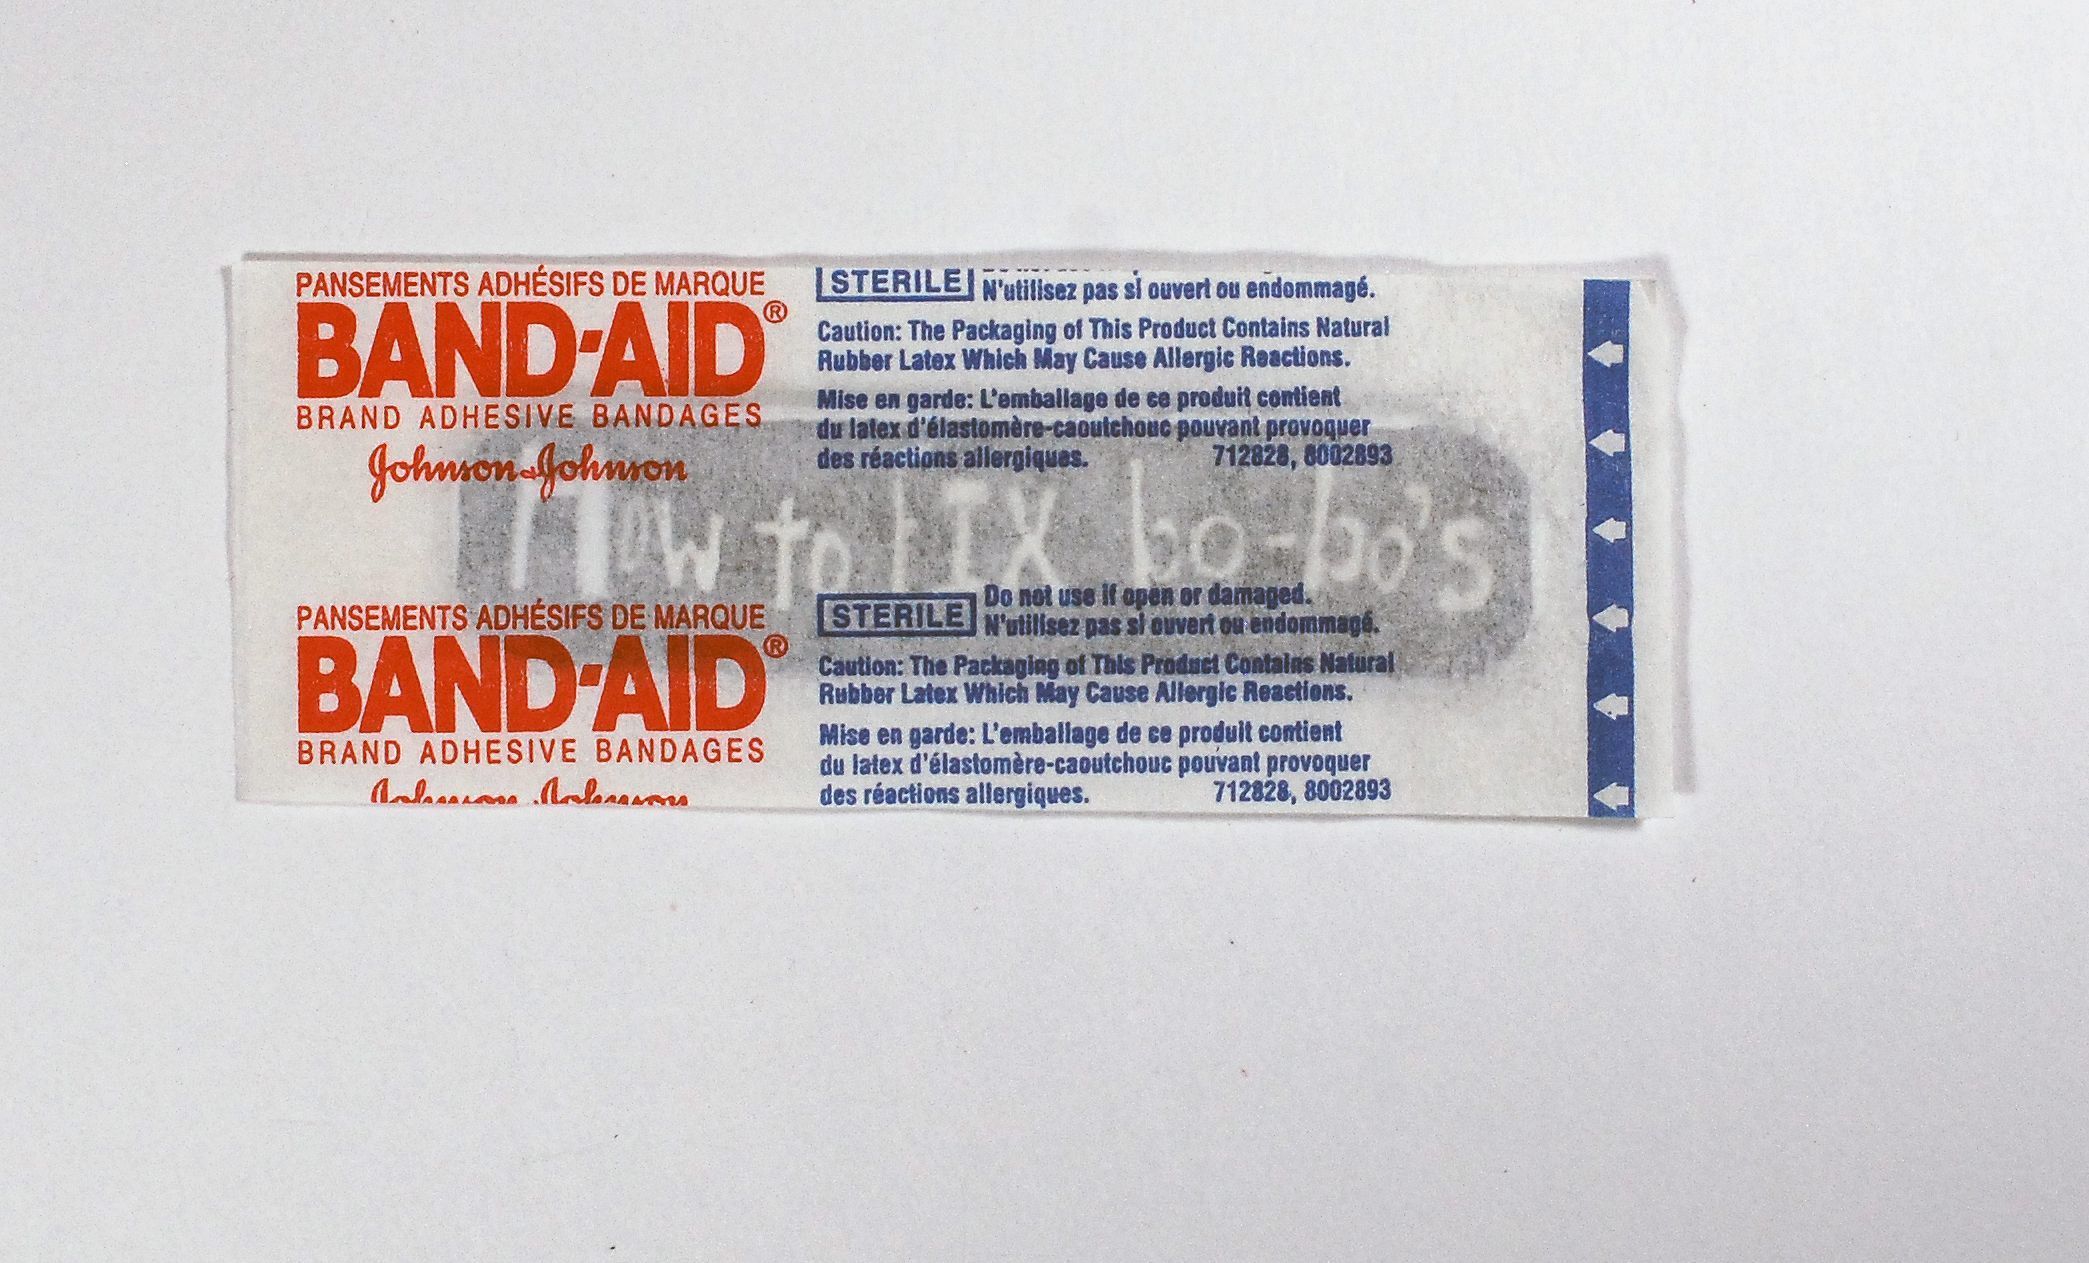 PANSEMENTS ADHÉSIFS DE MARQUE
BAND-AID®
BRAND ADHESIVE BANDAGES
Johnson & Johnson
STERILE
N'utilisez pas si ouvert ou endommagé.
Caution: The Packaging of This Product Contains Natural
Rubber Latex Which May Cause Allergic Reactions.
Mise en garde: L'emballage de ce produit contient
du latex d'élastomère-caoutchouc pouvant provoquer
des réactions allergiques. 712828, 8002893
How to fIX bo-bo's
PANSEMENTS ADHÉSIFS DE MARQUE
BAND-AID®
BRAND ADHESIVE BANDAGES
Johnson & Johnson
STERILE
Do not use if open or damaged.
N'utilisez pas si ouvert ou endommagé.
Caution: The Packaging of This Product Contains Natural
Rubber Latex Which May Cause Allergic Reactions.
Mise en garde: L'emballage de ce produit contient
du latex d'élastomère-caoutchouc pouvant provoquer
des réactions allergiques. 712828, 8002893